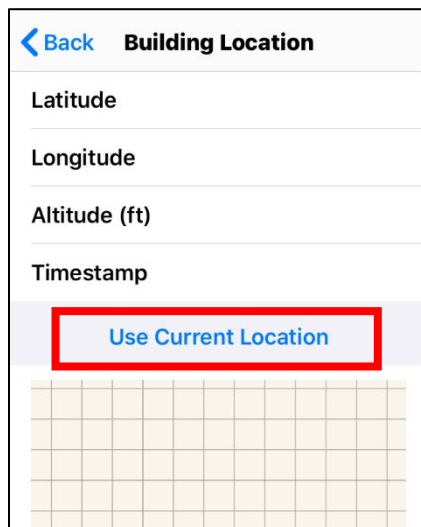 Back Building Location
Latitude
Longitude
Altitude (ft)
Timestamp
Use Current Location